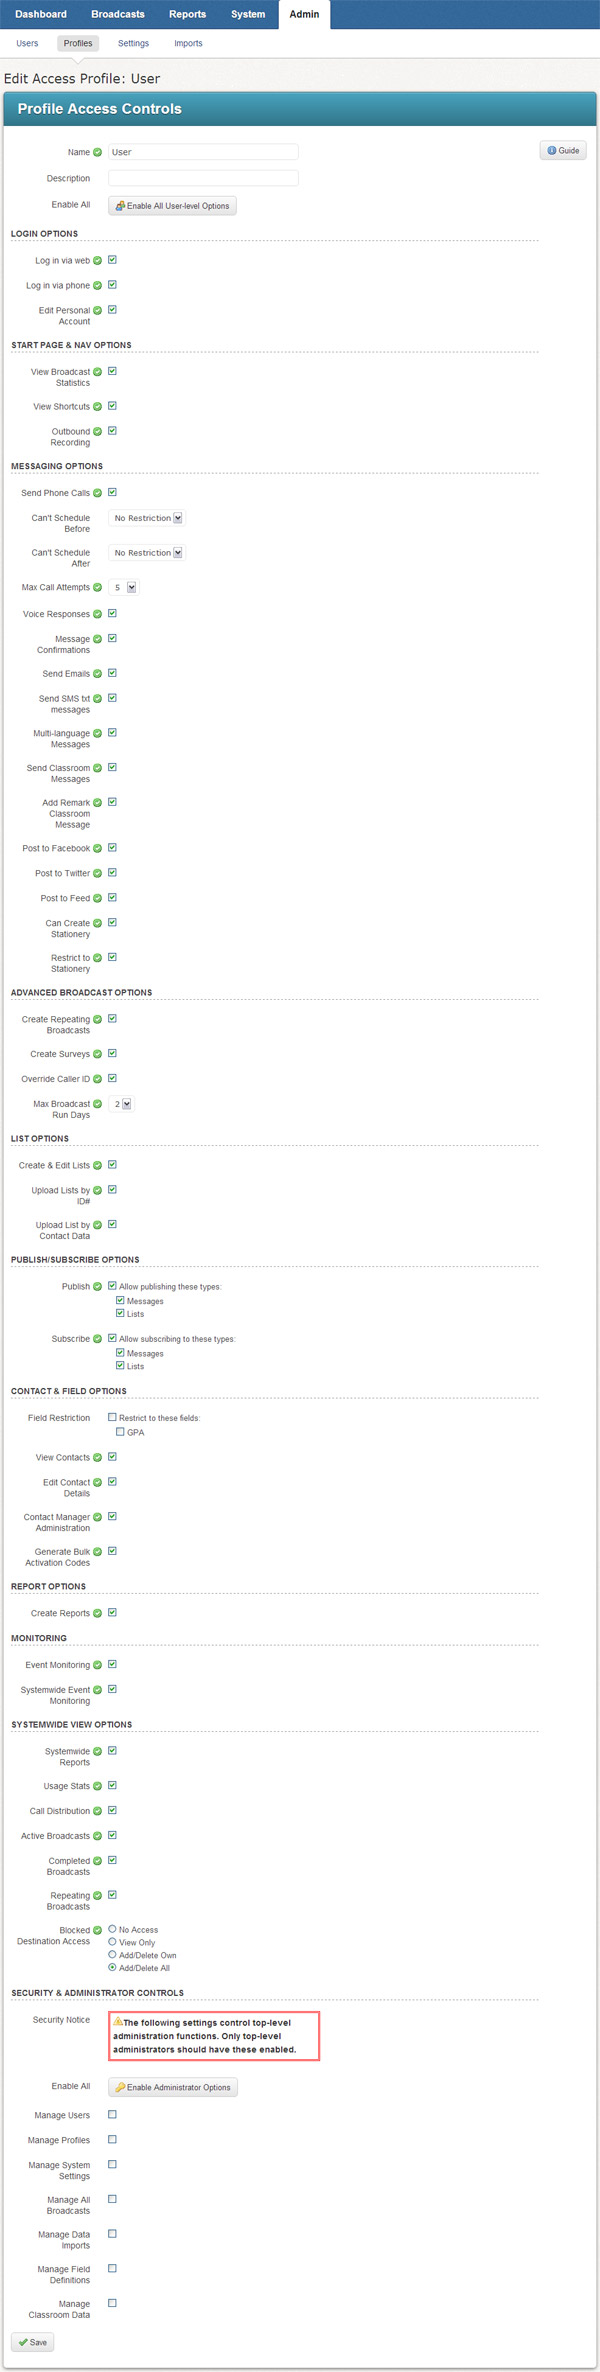 Dashboard Broadcasts Reports System Admin
Users Profiles Settings Imports
Edit Access Profile: User
Profile Access Controls
Name User Guide
Description
Enable All Enable All User-level Options
LOGIN OPTIONS
Log in via web
Log in via phone
Edit Personal
Account
START PAGE & NAV OPTIONS
View Broadcast
Statistics
View Shortcuts
Outbound
Recording
MESSAGING OPTIONS
Send Phone Calls
Can't Schedule No Restriction
Before
Can't Schedule No Restriction
After
Max Call Attempts 5
Voice Responses
Message
Confirmations
Send Emails
Send SMS txt
messages
Multi-language
Messages
Send Classroom
Messages
Add Remark
Classroom
Message
Post to Facebook
Post to Twitter
Post to Feed
Can Create
Stationery
Restrict to
Stationery
ADVANCED BROADCAST OPTIONS
Create Repeating
Broadcasts
Create Surveys
Override Caller ID
Max Broadcast 2
Run Days
LIST OPTIONS
Create & Edit Lists
Upload Lists by
ID#
Upload List by
Contact Data
PUBLISH/SUBSCRIBE OPTIONS
Publish Allow publishing these types:
Messages
Lists
Subscribe Allow subscribing to these types:
Messages
Lists
CONTACT & FIELD OPTIONS
Field Restriction Restrict to these fields:
GPA
View Contacts
Edit Contact
Details
Contact Manager
Administration
Generate Bulk
Activation Codes
REPORT OPTIONS
Create Reports
MONITORING
Event Monitoring
Systemwide Event
Monitoring
SYSTEMWIDE VIEW OPTIONS
Systemwide
Reports
Usage Stats
Call Distribution
Active Broadcasts
Completed
Broadcasts
Repeating
Broadcasts
Blocked No Access
Destination Access View Only
Add/Delete Own
Add/Delete All
SECURITY & ADMINISTRATOR CONTROLS
Security Notice The following settings control top-level
administration functions. Only top-level
administrators should have these enabled.
Enable All Enable Administrator Options
Manage Users
Manage Profiles
Manage System
Settings
Manage All
Broadcasts
Manage Data
Imports
Manage Field
Definitions
Manage
Classroom Data
Save